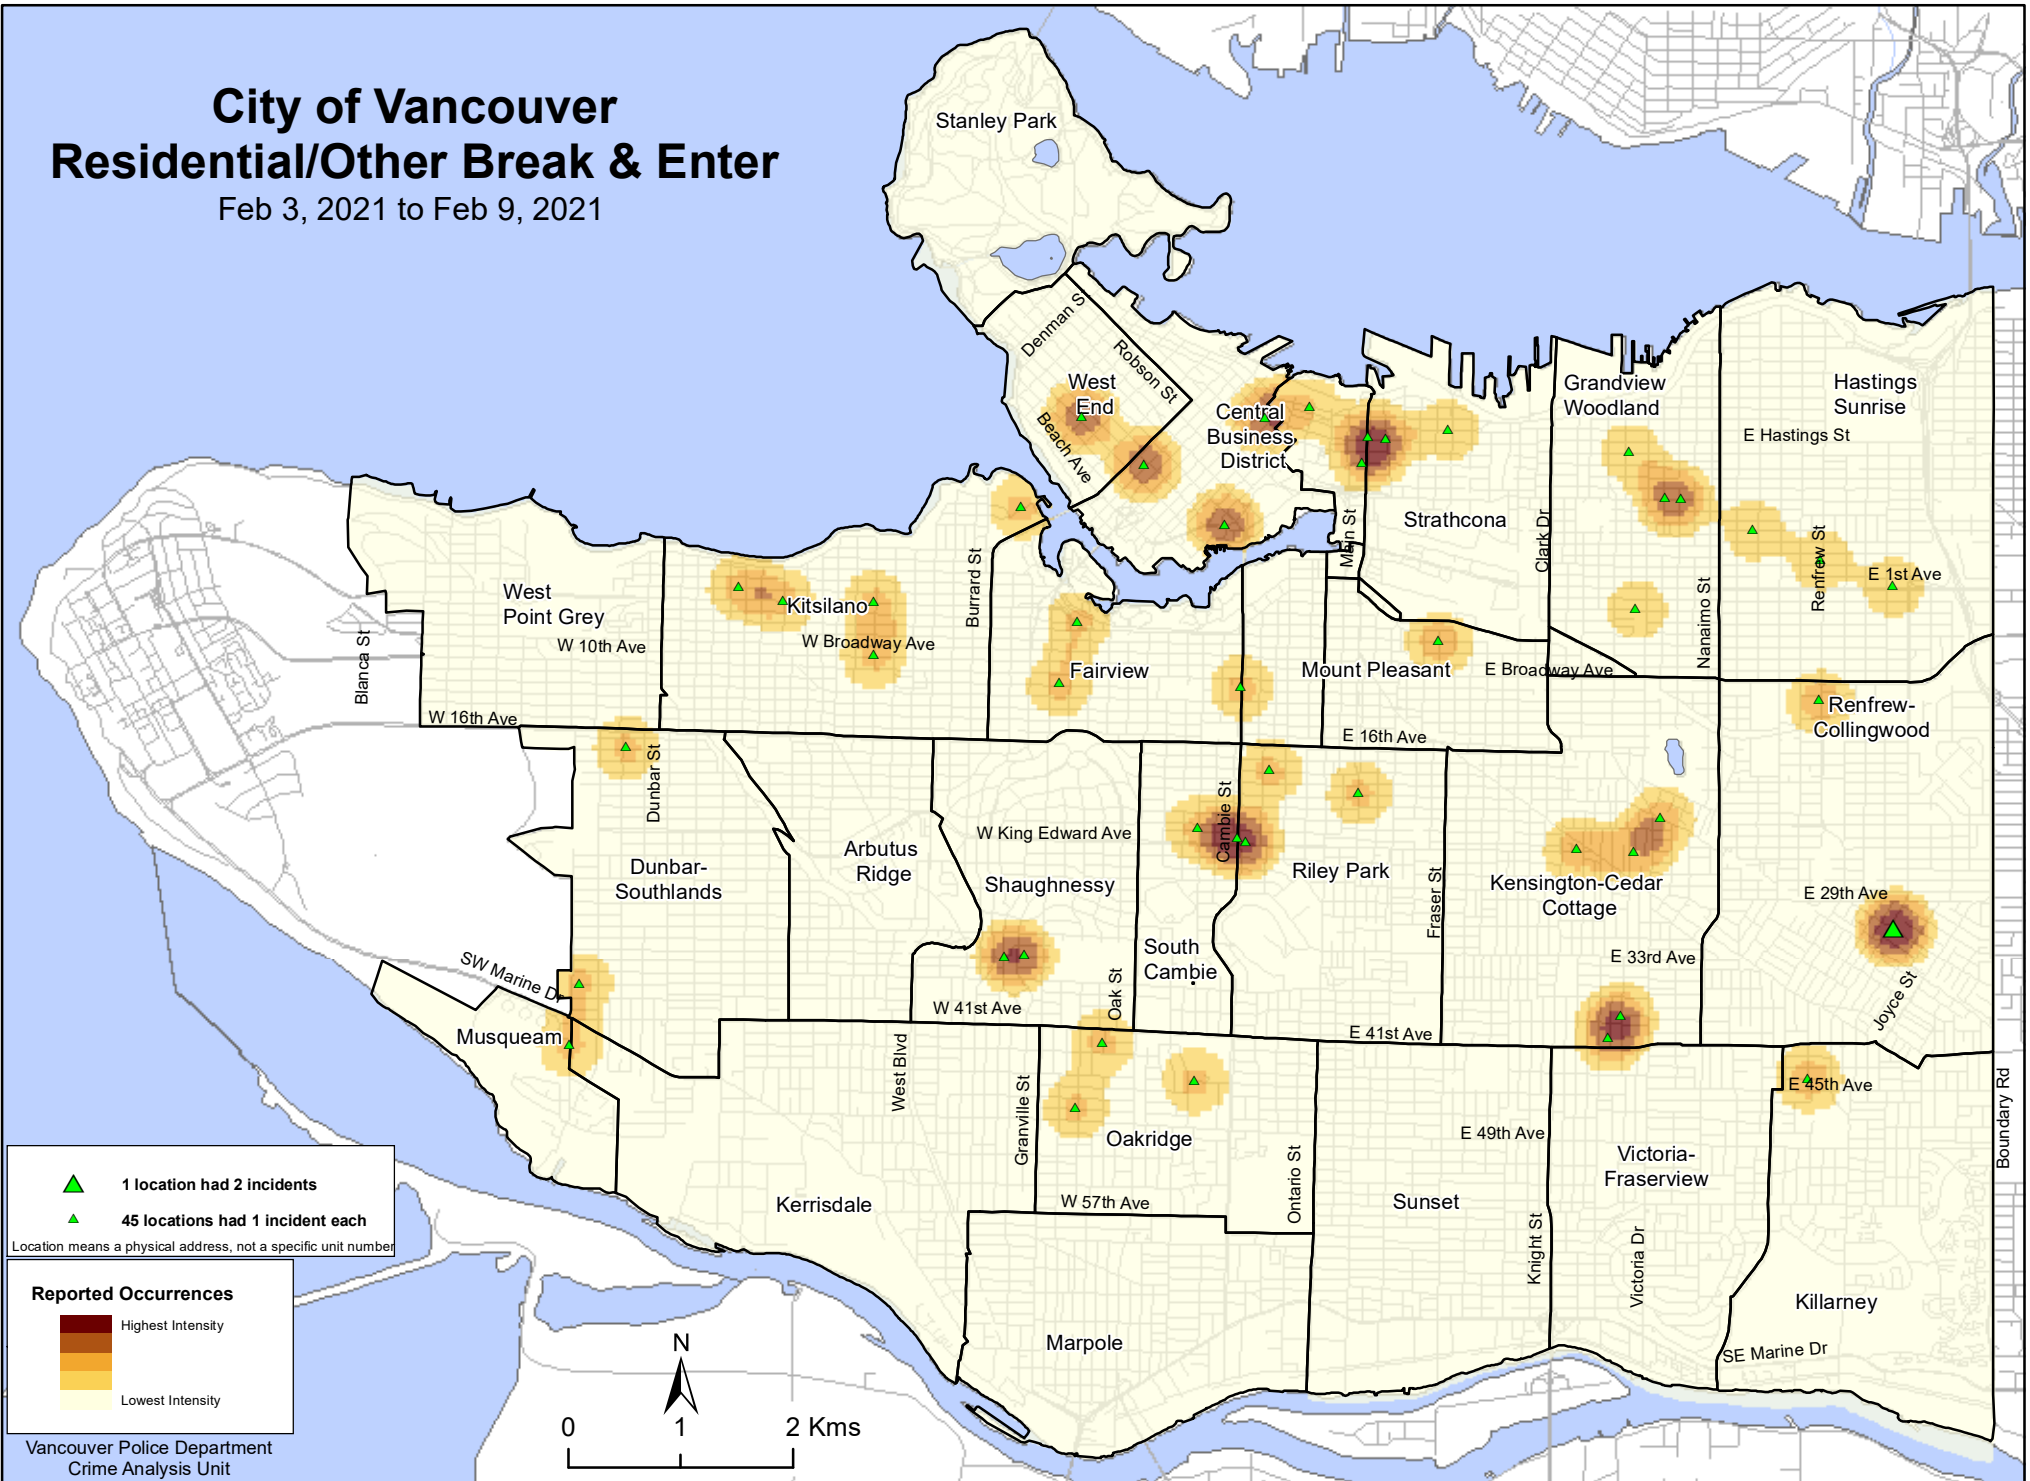 City of Vancouver
Residential/Other Break & Enter
Feb 3, 2021 to Feb 9, 2021
Stanley Park
Denman S
Robson St
West
End
Beach Ave
Central
Business
District
Grandview
Woodland
Hastings
Sunrise
E Hastings St
Strathcona
Main St
Clark Dr
Nanaimo St
Renfrew St
E 1st Ave
West
Point Grey
W 10th Ave
Blanca St
Kitsilano
W Broadway Ave
Burrard St
Fairview
Mount Pleasant
E Broadway Ave
W 16th Ave
E 16th Ave
Renfrew-
Collingwood
Dunbar St
Cambie St
W King Edward Ave
Arbutus
Ridge
Shaughnessy
Dunbar-
Southlands
Riley Park
Fraser St
Kensington-Cedar
Cottage
E 29th Ave
E 33rd Ave
South
Cambie
SW Marine Dr
Oak St
W 41st Ave
E 41st Ave
Joyce St
Musqueam
West Blvd
Granville St
E 45th Ave
Boundary Rd
Oakridge
E 49th Ave
Victoria-
Fraserview
Ontario St
W 57th Ave
Kerrisdale
Sunset
Knight St
Victoria Dr
Killarney
Marpole
SE Marine Dr
1 location had 2 incidents
45 locations had 1 incident each
Location means a physical address, not a specific unit number
Reported Occurrences
Highest Intensity
Lowest Intensity
N
0 1 2 Kms
Vancouver Police Department
Crime Analysis Unit